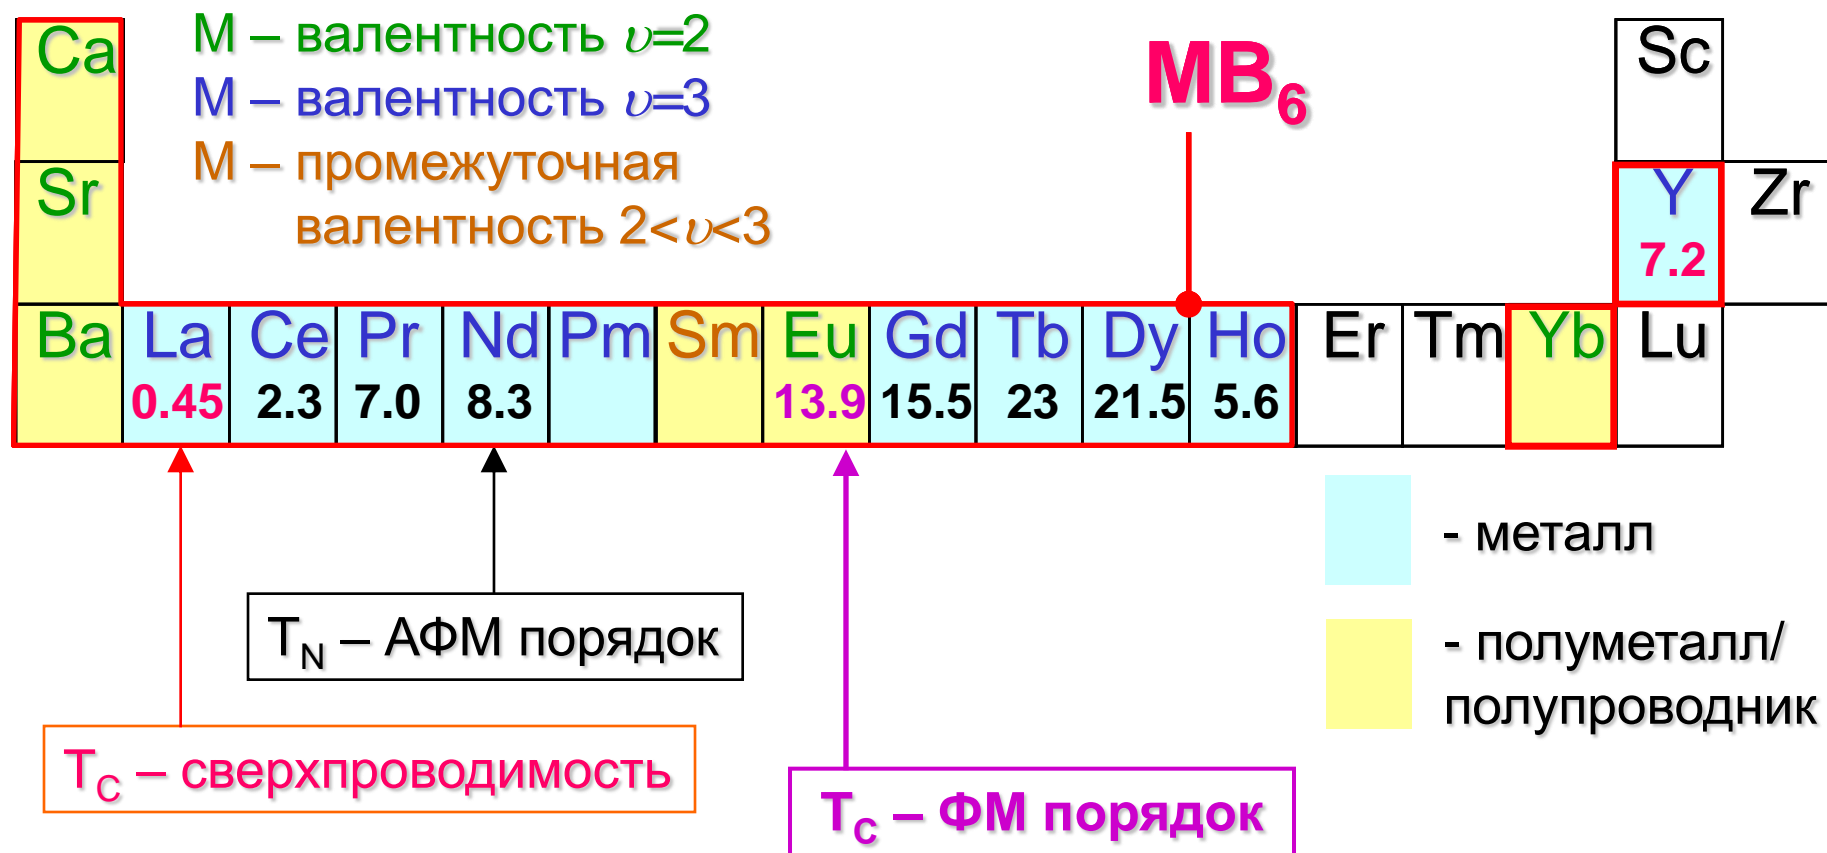 Ca
M – валентность υ=2
M – валентность υ=3
M – промежуточная
валентность 2<υ<3
MB6
Sc
Sr
Y
7.2
Zr
Ba La Ce Pr Nd Pm Sm Eu Gd Tb Dy Ho Er Tm Yb Lu
0.45 2.3 7.0 8.3 13.9 15.5 23 21.5 5.6
- металл
TN – АФМ порядок
- полуметалл/
полупроводник
TC – сверхпроводимость
TC – ФМ порядок